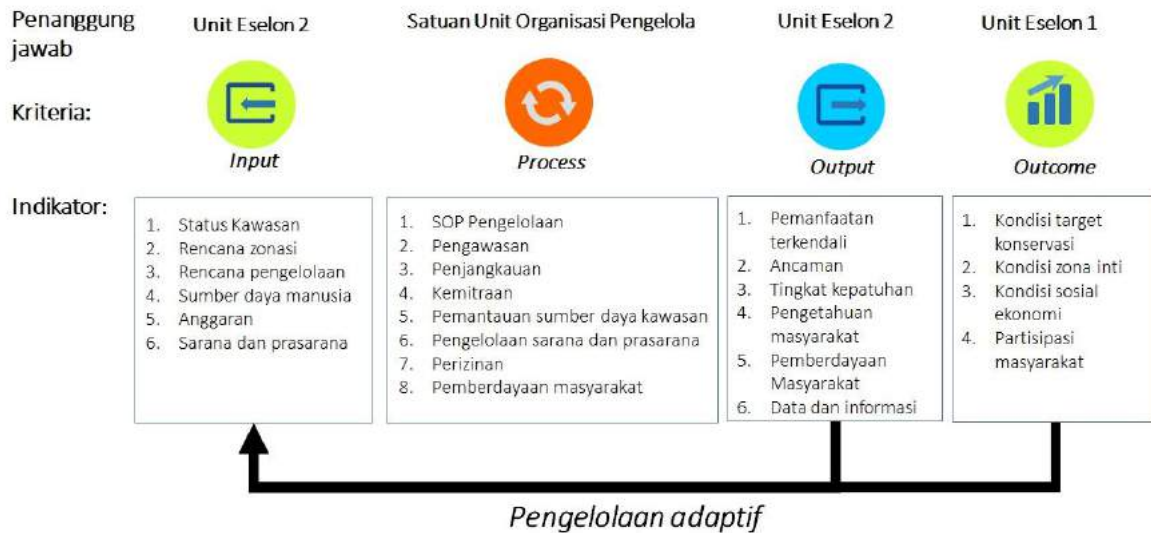 Penanggung
jawab
Unit Eselon 2
Satuan Unit Organisasi Pengelola
Unit Eselon 2
Unit Eselon 1
Kriteria:
Input
Process
Output
Outcome
Indikator:
1. Status Kawasan
2. Rencana zonasi
3. Rencana pengelolaan
4. Sumber daya manusia
5. Anggaran
6. Sarana dan prasarana
1. SOP Pengelolaan
2. Pengawasan
3. Penjangkauan
4. Kemitraan
5. Pemantauan sumber daya kawasan
6. Pengelolaan sarana dan prasarana
7. Perizinan
8. Pemberdayaan masyarakat
1. Pemanfaatan
terkendali
2. Ancaman
3. Tingkat kepatuhan
4. Pengetahuan
masyarakat
5. Pemberdayaan
Masyarakat
6. Data dan informasi
1. Kondisi target
konservasi
2. Kondisi zona inti
3. Kondisi sosial
ekonomi
4. Partisipasi
masyarakat
Pengelolaan adaptif